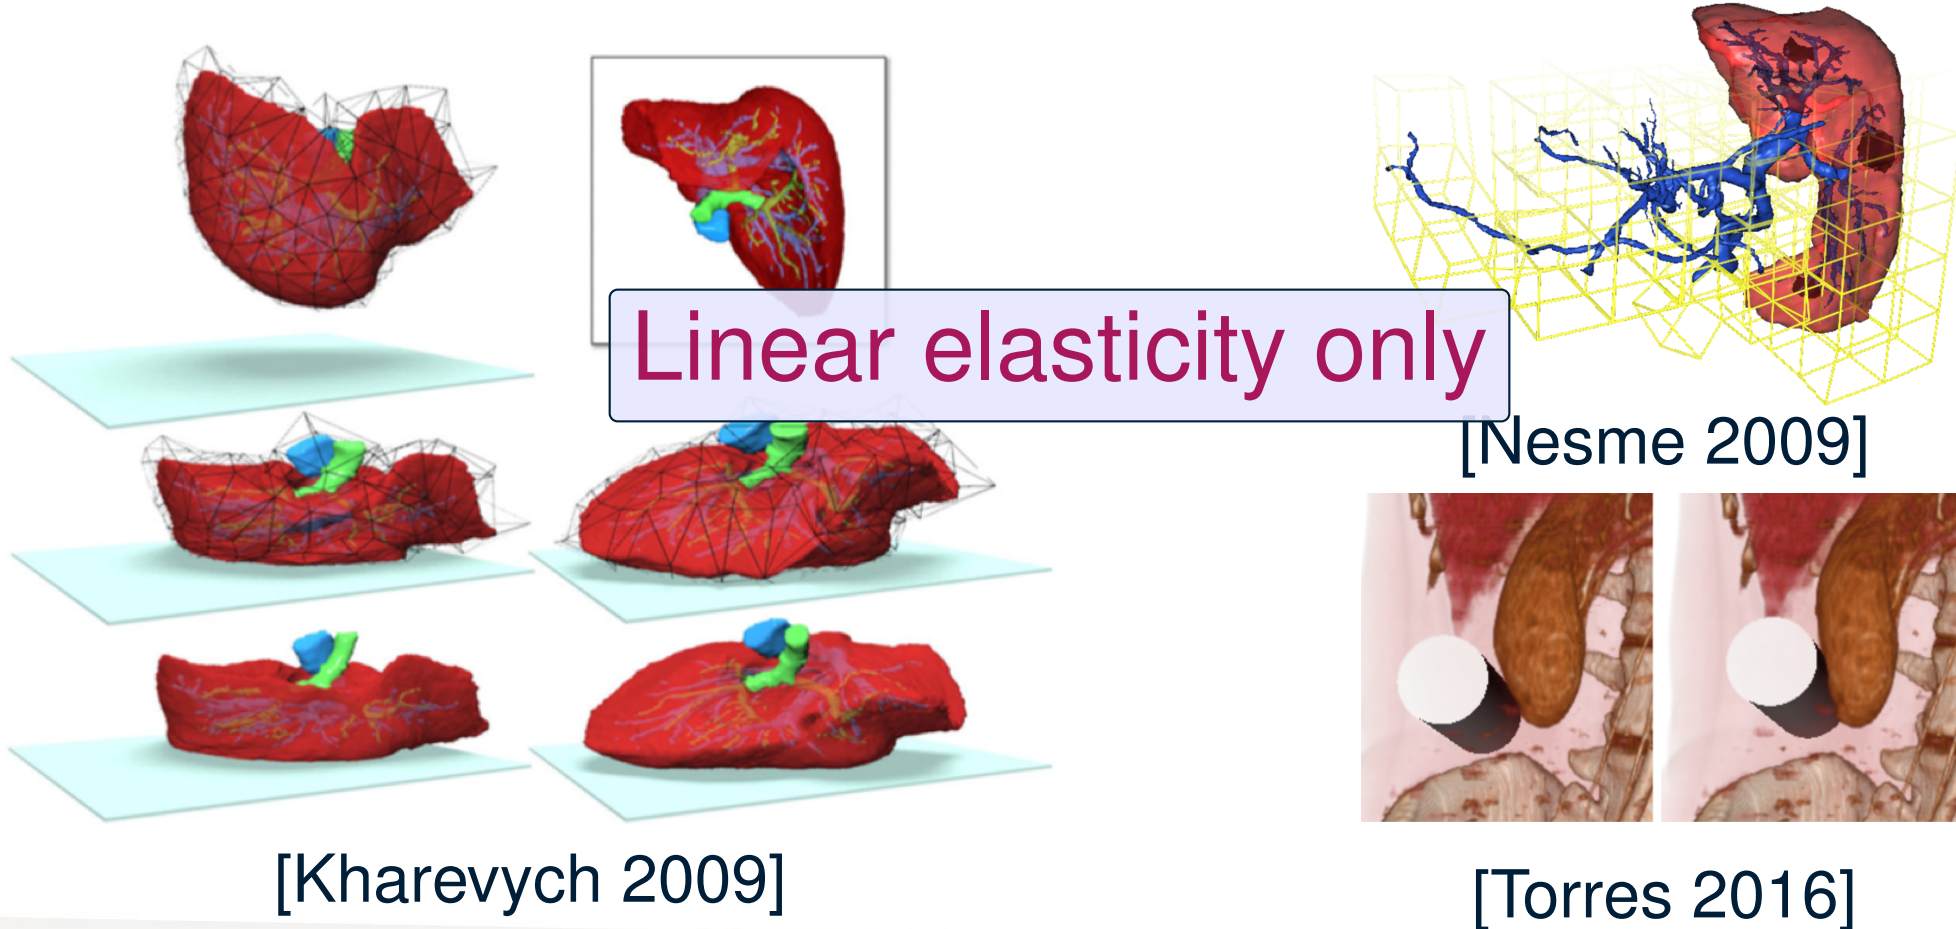 Linear elasticity only
[Nesme 2009]
[Kharevych 2009]
[Torres 2016]